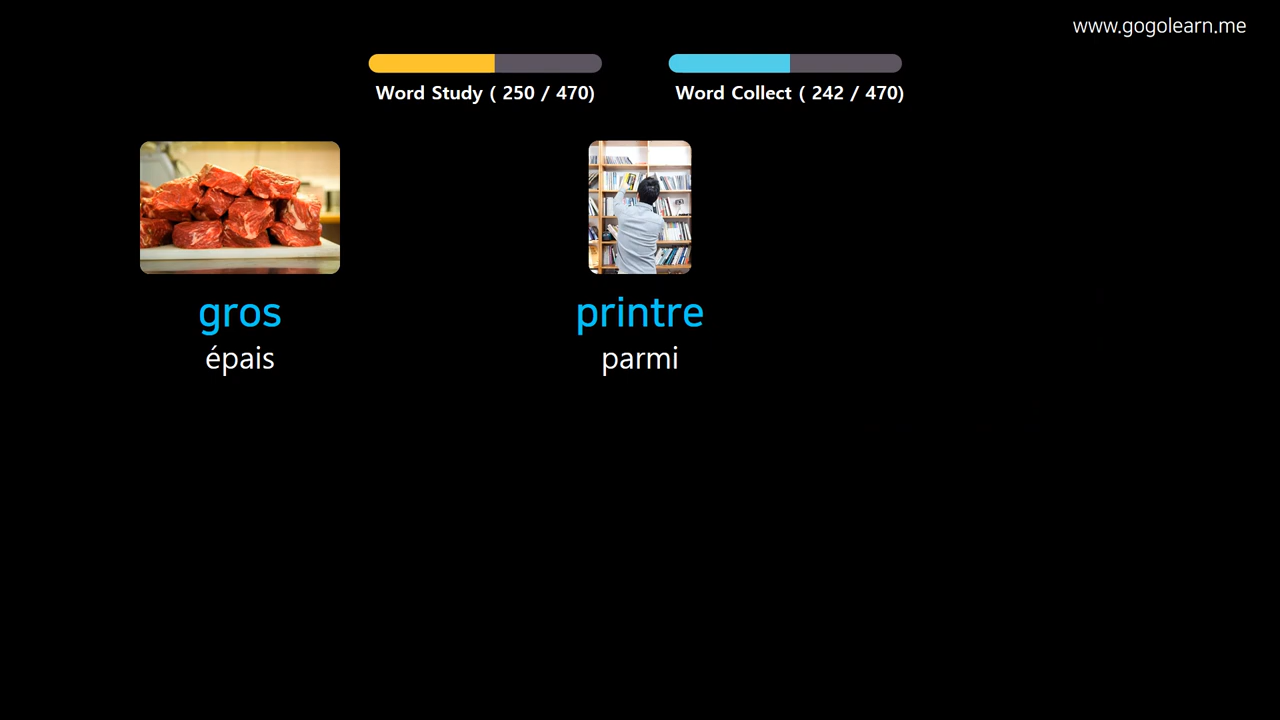 www.gogolearn.me
Word Study ( 250 / 470)
Word Collect ( 242 / 470)
gros
printre
épais
parmi